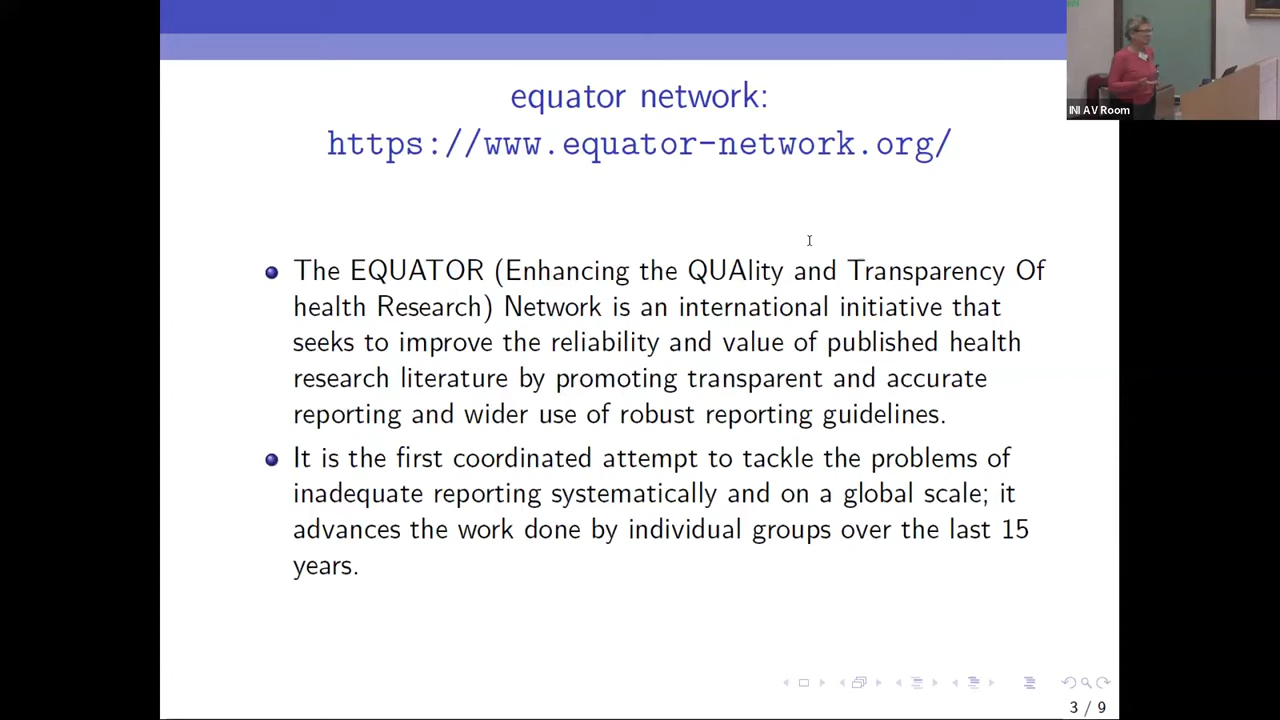 equator network:
https://www.equator-network.org/
The EQUATOR (Enhancing the QUAlity and Transparency Of
health Research) Network is an international initiative that
seeks to improve the reliability and value of published health
research literature by promoting transparent and accurate
reporting and wider use of robust reporting guidelines.
It is the first coordinated attempt to tackle the problems of
inadequate reporting systematically and on a global scale; it
advances the work done by individual groups over the last 15
years.
3 / 9
INI AV Room